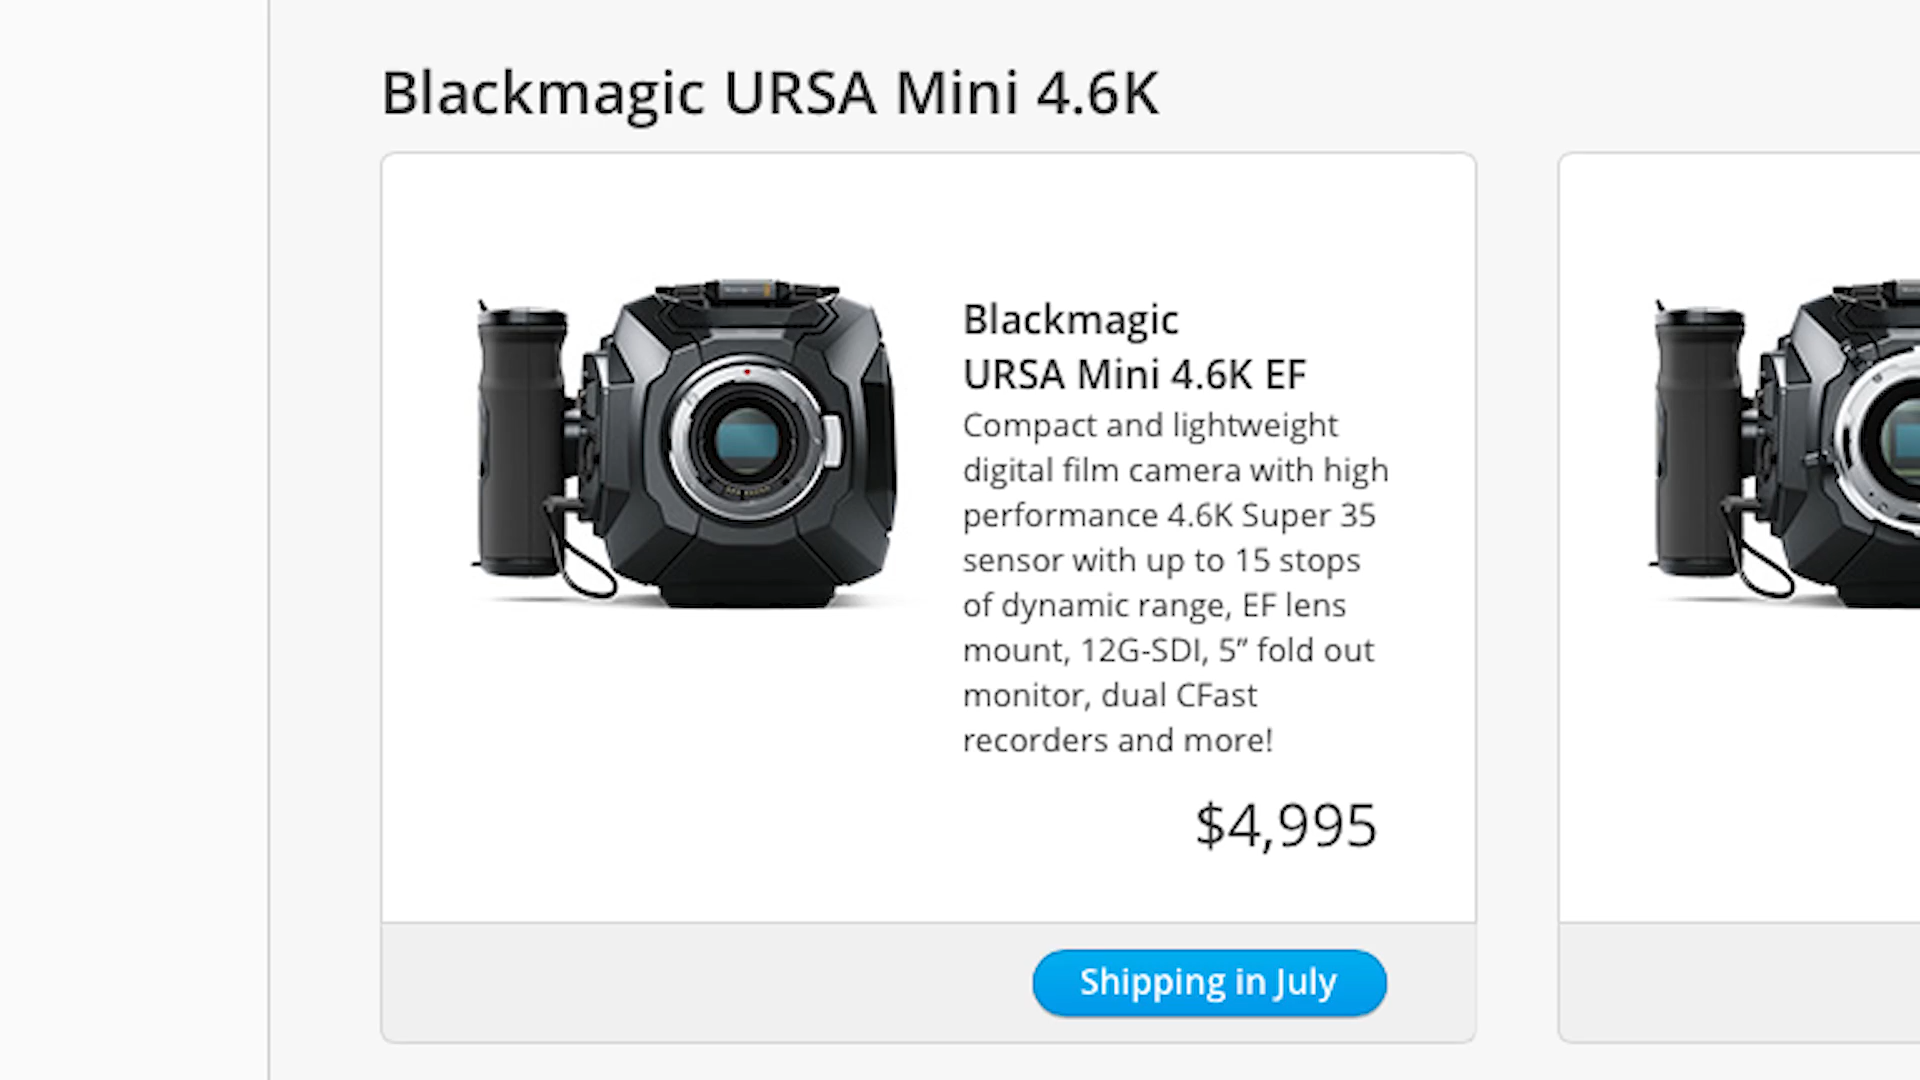 Blackmagic URSA Mini 4.6K
Blackmagic
URSA Mini 4.6K EF
Compact and lightweight
digital film camera with high
performance 4.6K Super 35
sensor with up to 15 stops
of dynamic range, EF lens
mount, 12G-SDI, 5” fold out
monitor, dual CFast
recorders and more!
$4,995
Shipping in July